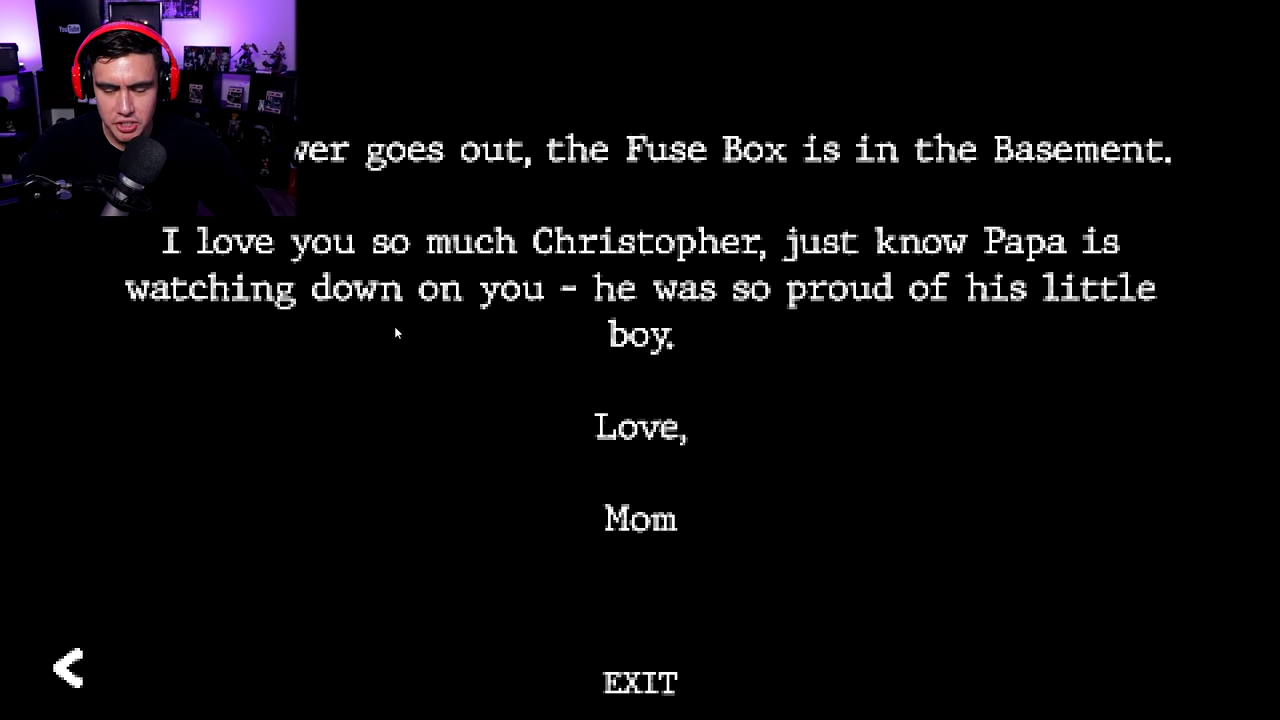 goes out, the Fuse Box is in the Basement.
I love you so much Christopher, just know Papa is
watching down on you - he was so proud of his little
boy.
Love,
Mom
<
EXIT